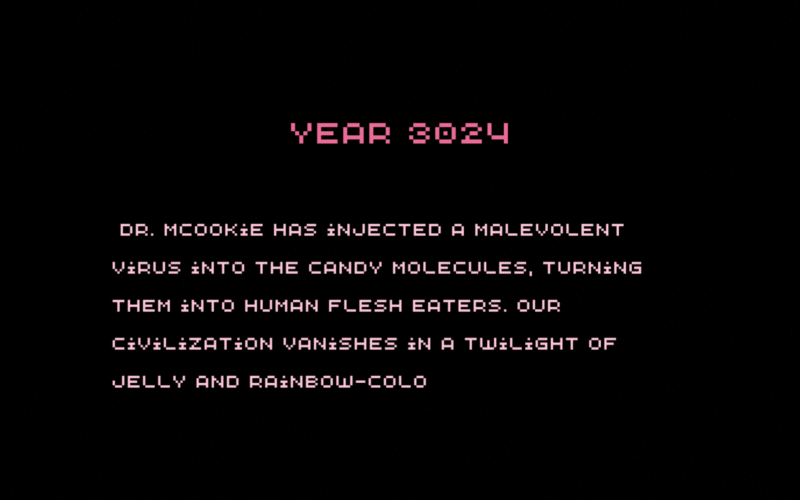 YEAR 3024
DR. MCOOKiE HAS iNJECTED A MALEVOLENT
ViRUS iNTO THE CANDY MOLECULES, TURNiNG
THEM iNTO HUMAN FLESH EATERS. OUR
CiViLiZATiON VANiSHES iN A TWiLiGHT OF
JELLY AND RAiNBOW-COLO